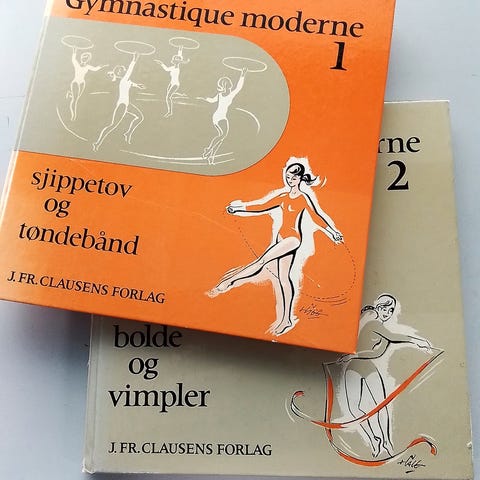 Gymnastique moderne
1
sjippetov
og
tøndebånd
J. FR. CLAUSENS FORLAG
rne
2
bolde
og
vimpler
J. FR. CLAUSENS FORLAG